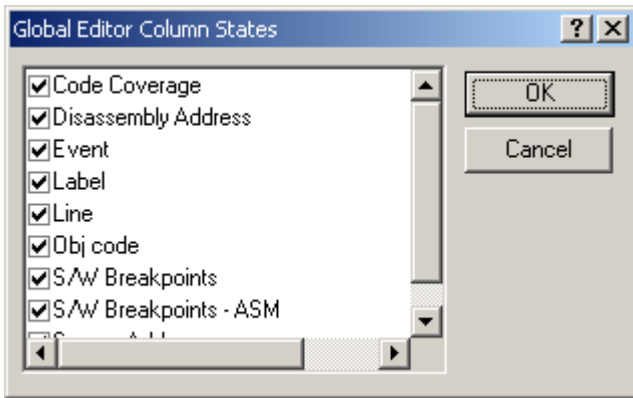 Global Editor Column States
Code Coverage
OK
Disassembly Address
Cancel
Event
Label
Line
Obj code
S/W Breakpoints
S/W Breakpoints - ASM